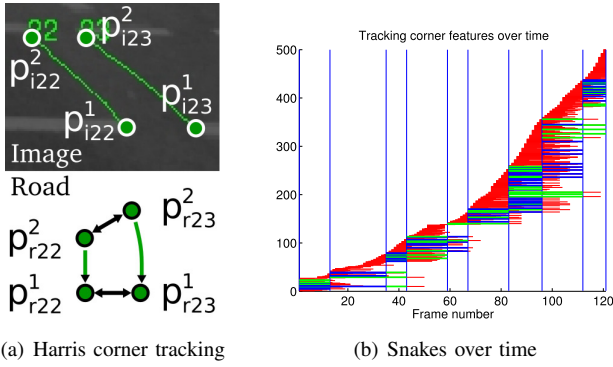 22 23
p²i22 p²i23
p¹i22 p¹i23
Image
Road
p²r22 p²r23
p¹r22 p¹r23
(a) Harris corner tracking
Tracking corner features over time
500
400
300
200
100
0
20 40 60 80 100 120
Frame number
(b) Snakes over time